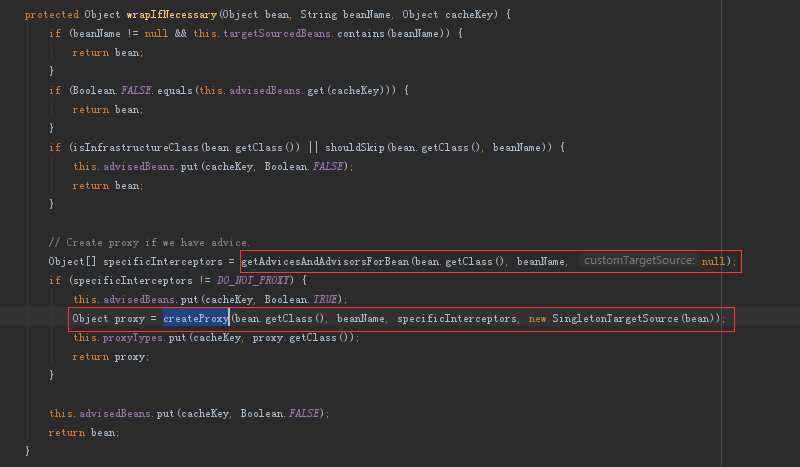 protected Object wrapIfNecessary(Object bean, String beanName, Object cacheKey) {
    if (beanName != null && this.targetSourcedBeans.contains(beanName)) {
        return bean;
    }
    if (Boolean.FALSE.equals(this.advisedBeans.get(cacheKey))) {
        return bean;
    }
    if (isInfrastructureClass(bean.getClass()) || shouldSkip(bean.getClass(), beanName)) {
        this.advisedBeans.put(cacheKey, Boolean.FALSE);
        return bean;
    }

    // Create proxy if we have advice.
    Object[] specificInterceptors = getAdvicesAndAdvisorsForBean(bean.getClass(), beanName, customTargetSource: null);
    if (specificInterceptors != DO_NOT_PROXY) {
        this.advisedBeans.put(cacheKey, Boolean.TRUE);
        Object proxy = createProxy(bean.getClass(), beanName, specificInterceptors, new SingletonTargetSource(bean));
        this.proxyTypes.put(cacheKey, proxy.getClass());
        return proxy;
    }

    this.advisedBeans.put(cacheKey, Boolean.FALSE);
    return bean;
}